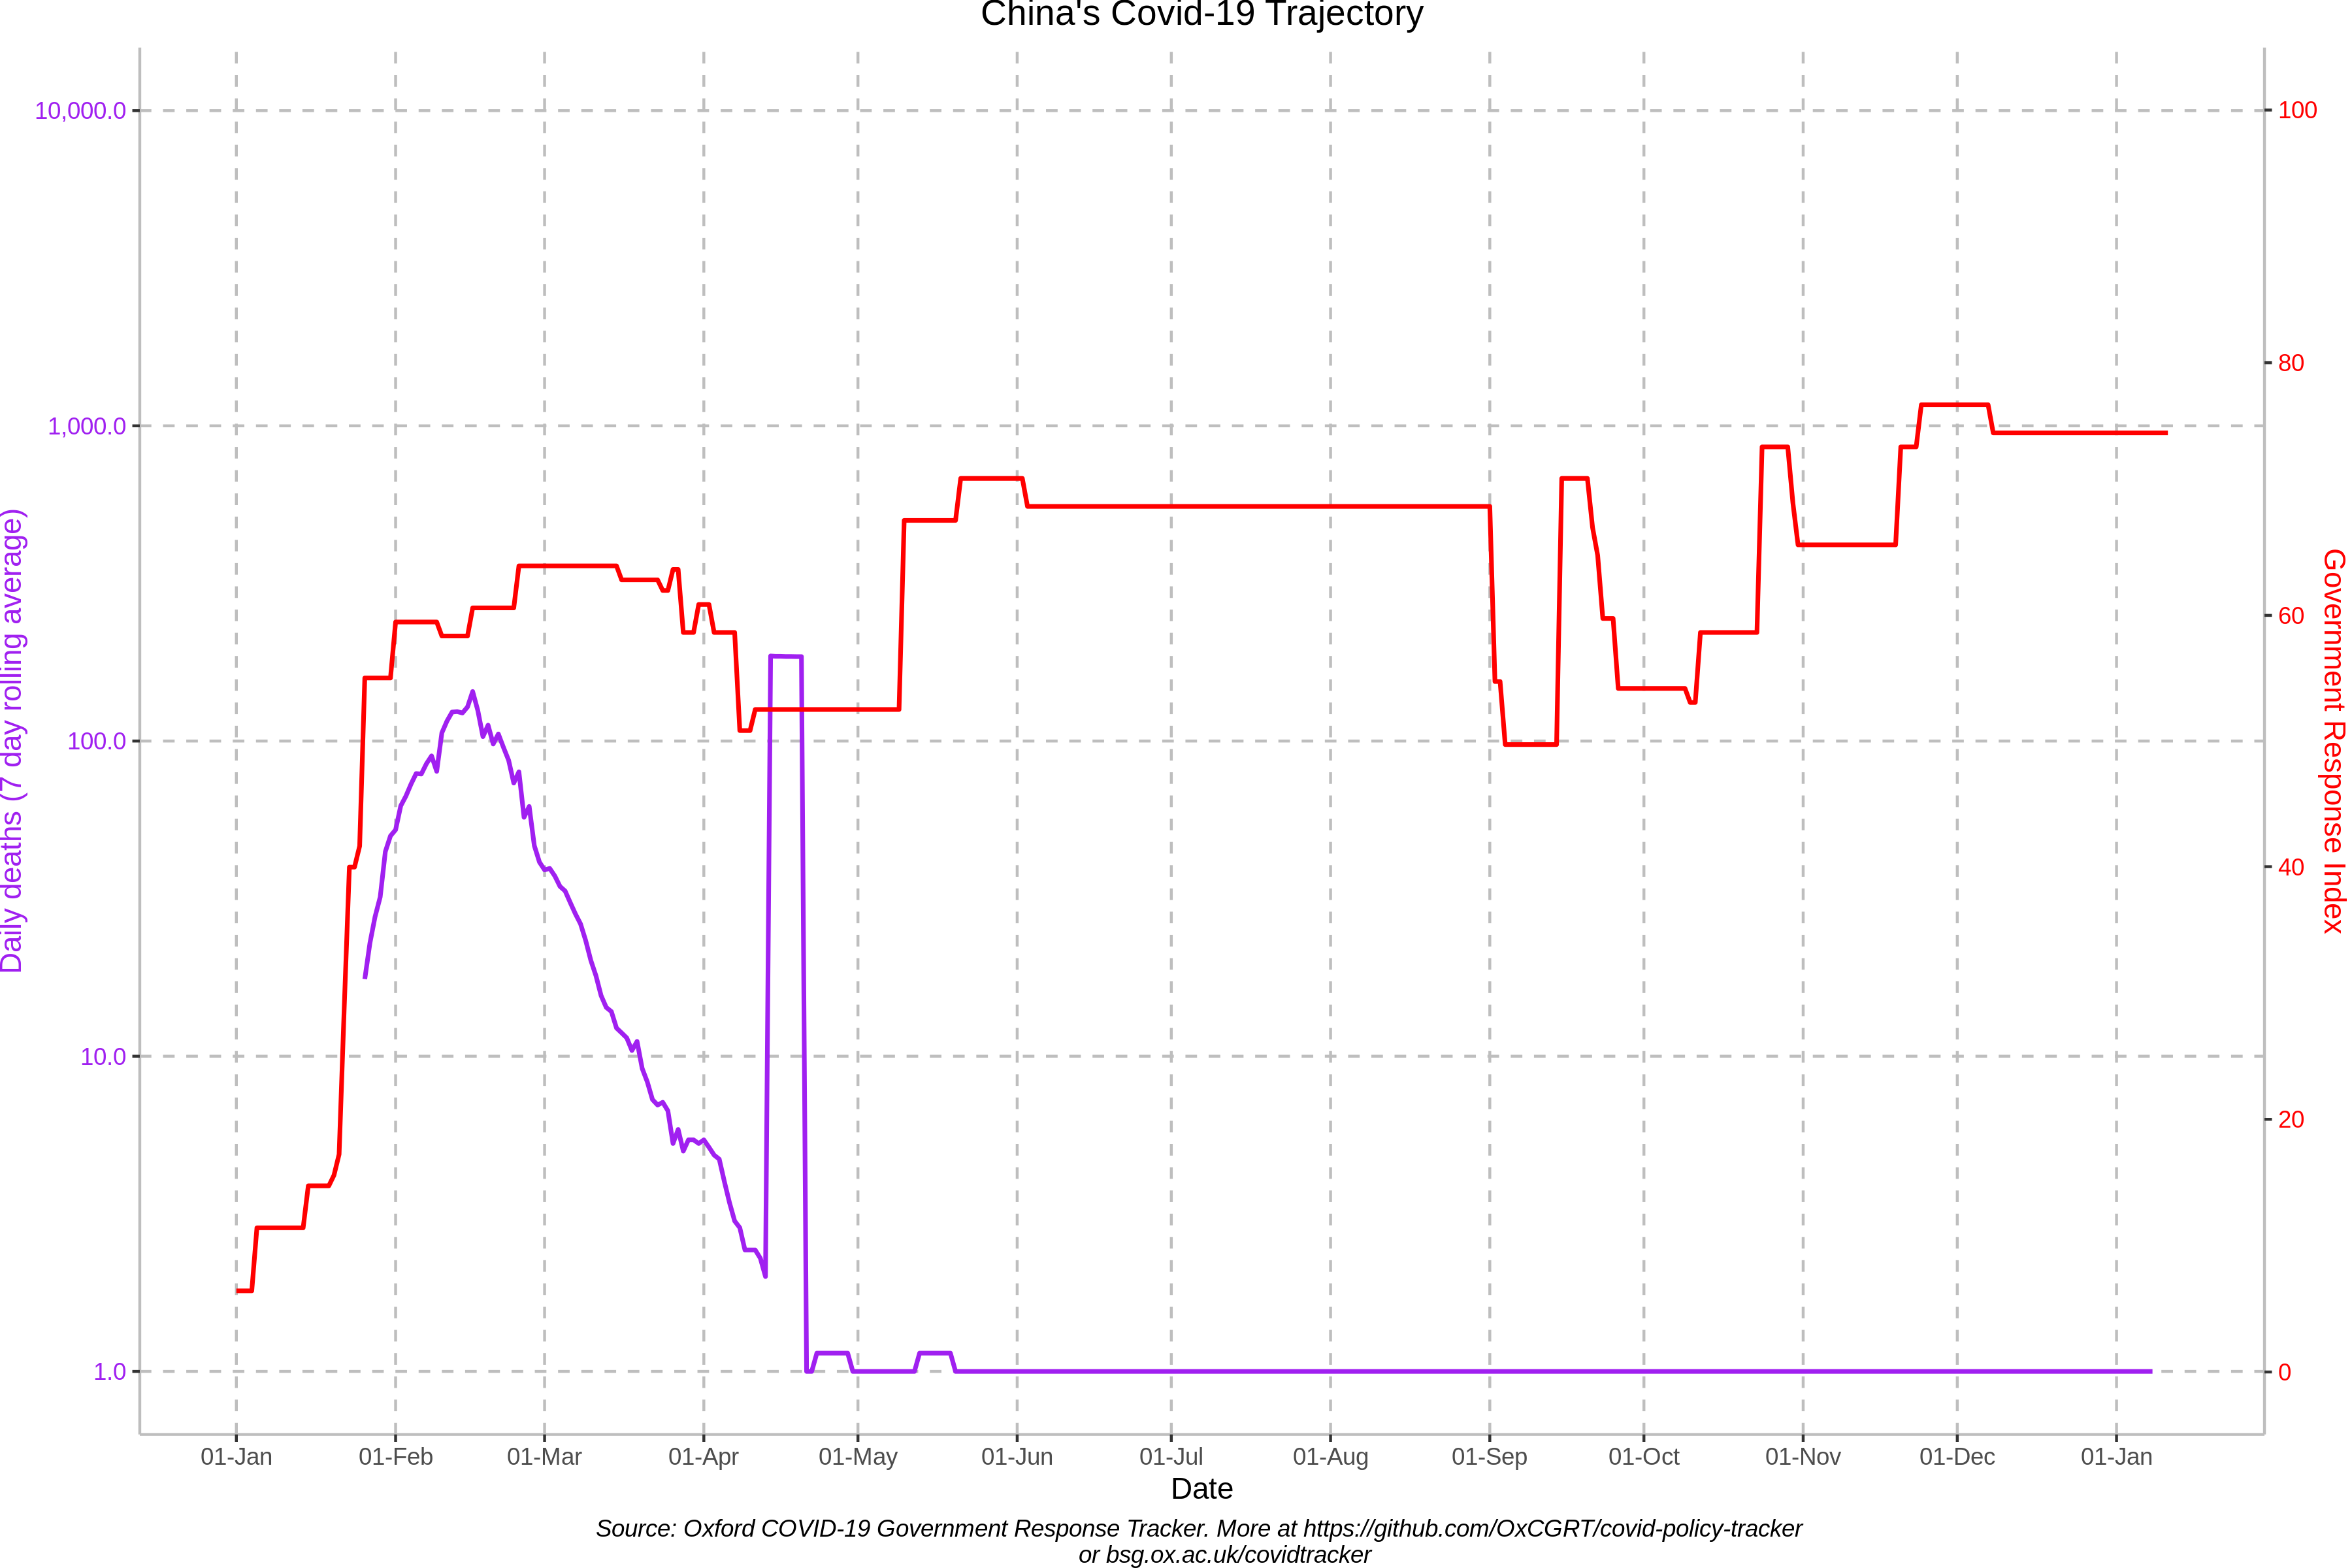 China's Covid-19 Trajectory
10,000.0
1,000.0
100.0
10.0
1.0
Daily deaths (7 day rolling average)
100
80
60
40
20
0
Government Response Index
01-Jan 01-Feb 01-Mar 01-Apr 01-May 01-Jun 01-Jul 01-Aug 01-Sep 01-Oct 01-Nov 01-Dec 01-Jan
Date
Source: Oxford COVID-19 Government Response Tracker. More at https://github.com/OxCGRT/covid-policy-tracker
or bsg.ox.ac.uk/covidtracker